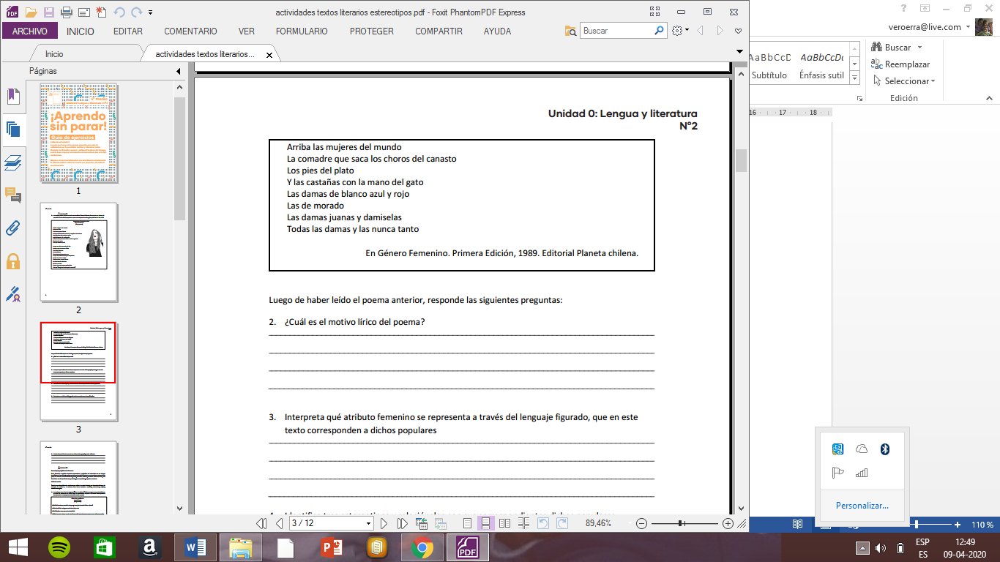 actividades textos literarios estereotipos.pdf - Foxit PhantomPDF Express
PDF
veroerra@live.com
ARCHIVO INICIO EDITAR COMENTARIO VER FORMULARIO PROTEGER COMPARTIR AYUDA
Buscar
Inicio
actividades textos literarios...
Páginas
4° medio
¡Aprendo
sin parar!
Guía de ejercicios
1
2
3
Unidad 0: Lengua y literatura
N°2
Arriba las mujeres del mundo
La comadre que saca los choros del canasto
Los pies del plato
Y las castañas con la mano del gato
Las damas de blanco azul y rojo
Las de morado
Las damas juanas y damiselas
Todas las damas y las nunca tanto
En Género Femenino. Primera Edición, 1989. Editorial Planeta chilena.
Luego de haber leído el poema anterior, responde las siguientes preguntas:
2. ¿Cuál es el motivo lírico del poema?
3. Interpreta qué atributo femenino se representa a través del lenguaje figurado, que en este
texto corresponden a dichos populares
3 / 12
89,46%
AaBbCcD AaBbCcDc
Subtítulo Énfasis sutil
Buscar
Reemplazar
Seleccionar
Edición
16 17 18
Personalizar...
110 %
ESP
ES
12:49
09-04-2020